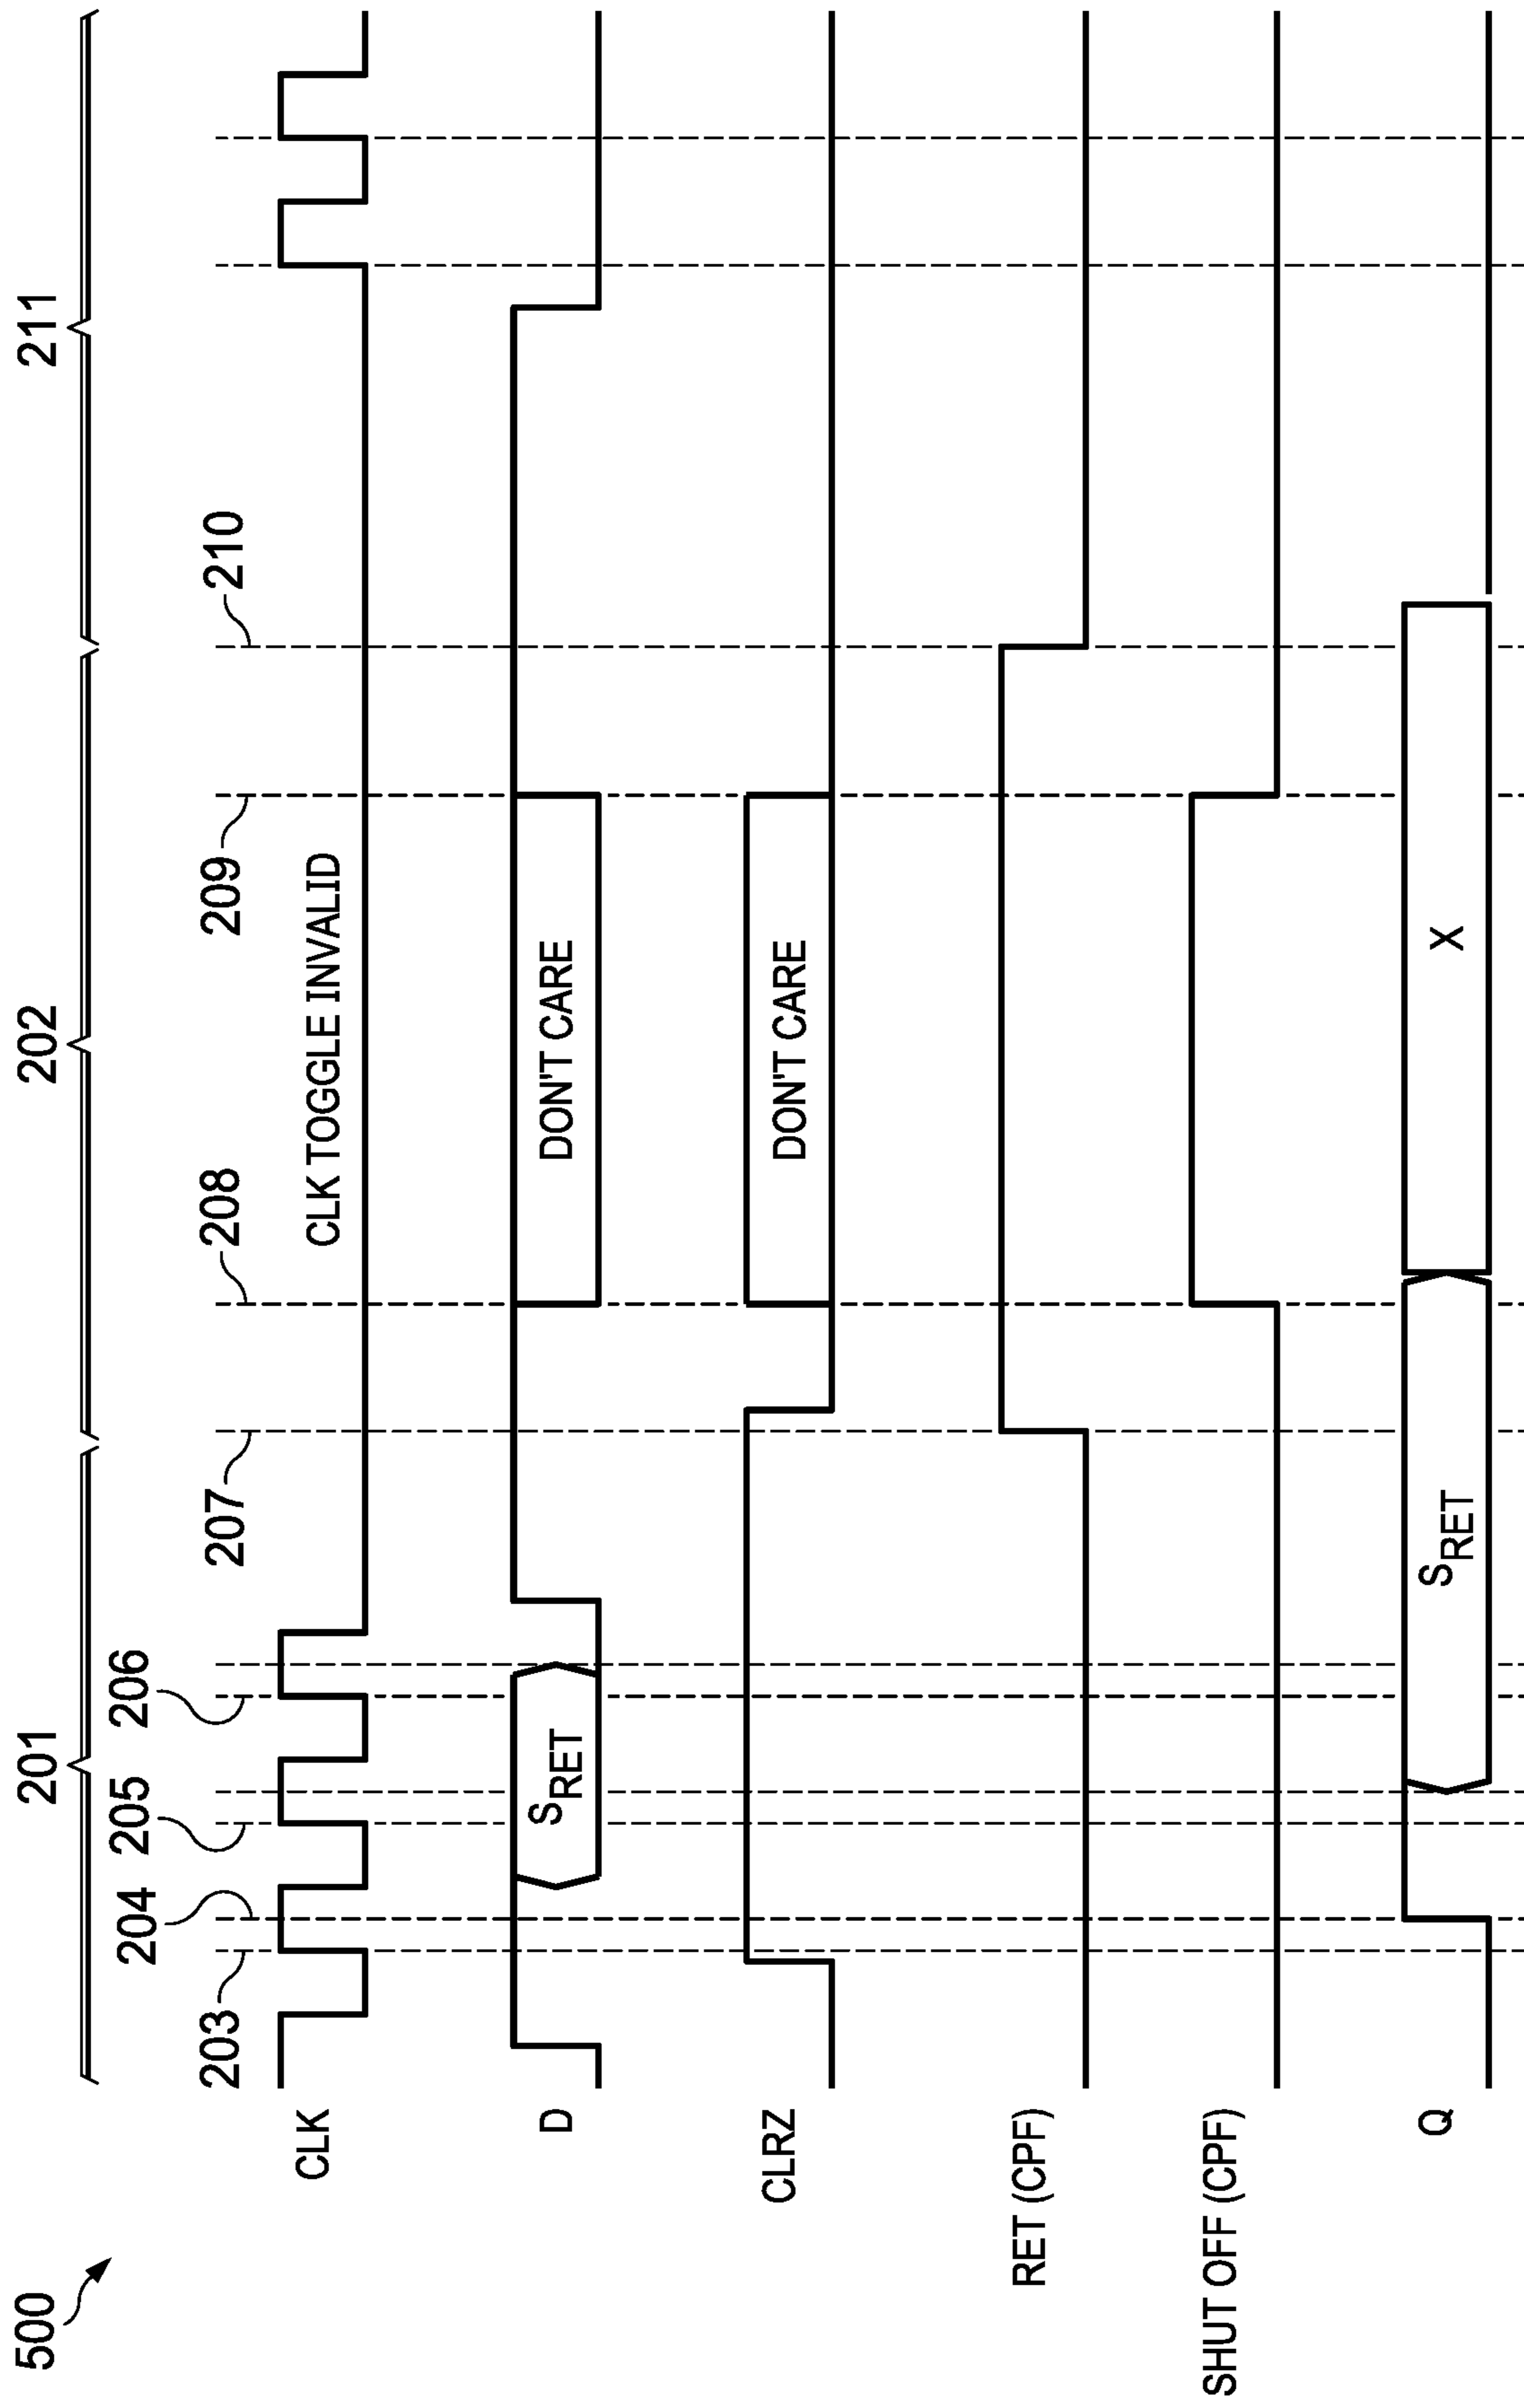 500
201
202
211
203
204
205
206
207
208
209
210
CLK
CLK TOGGLE INVALID
D
SRET
DON'T CARE
CLRZ
DON'T CARE
RET (CPF)
SHUT OFF (CPF)
Q
SRET
X